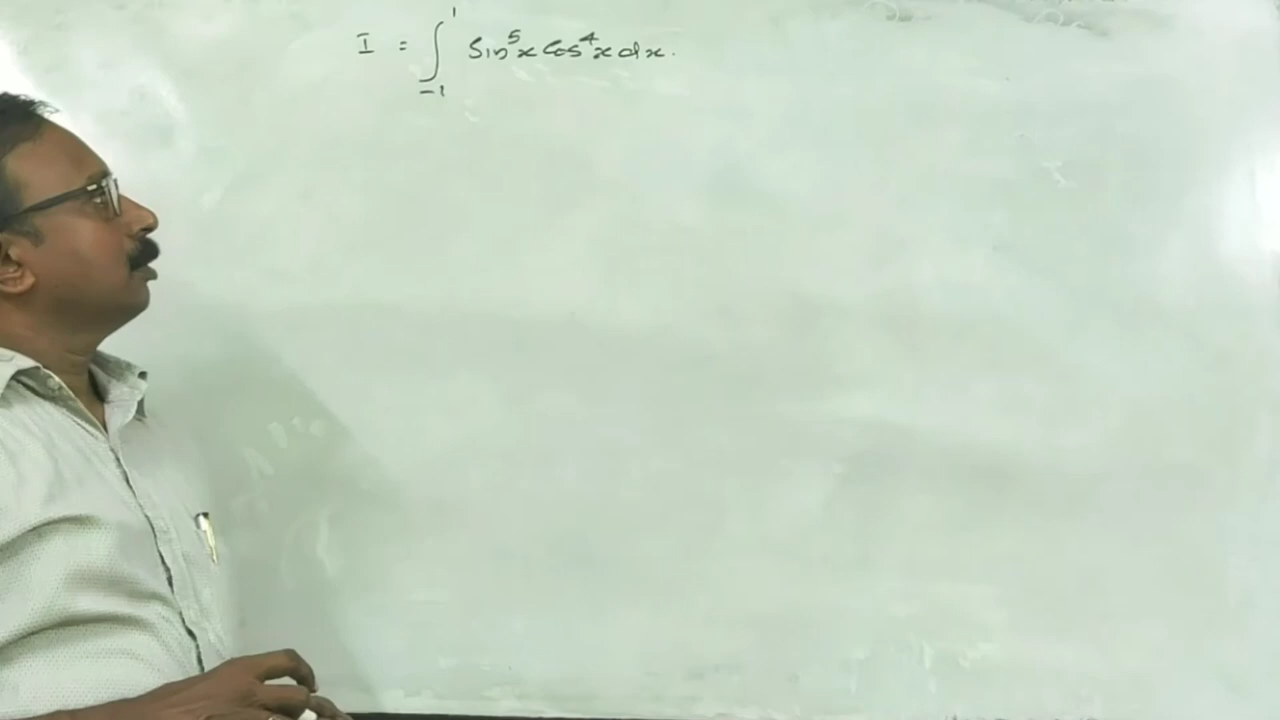 I = ∫₋₁¹ Sin⁵x Cos⁴x dx.